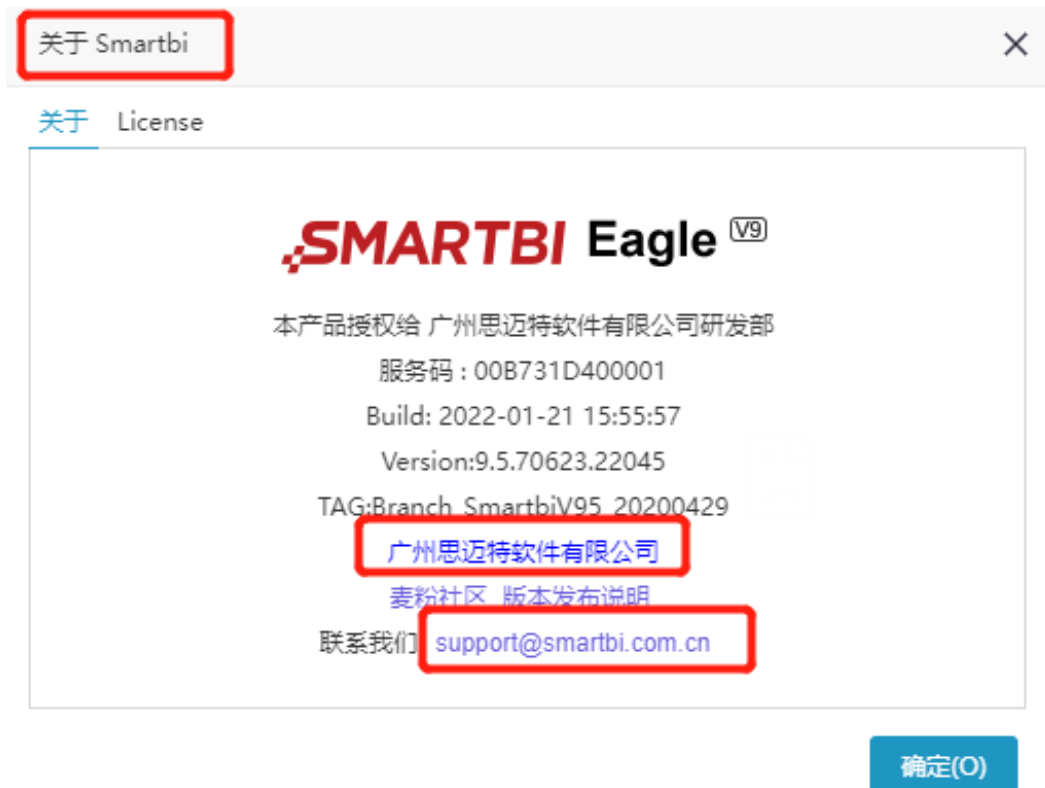 关于 Smartbi
关于 License
SMARTBI Eagle V9
本产品授权给 广州思迈特软件有限公司研发部
服务码 : 00B731D400001
Build: 2022-01-21 15:55:57
Version:9.5.70623.22045
TAG:Branch_SmartbiV95_20200429
广州思迈特软件有限公司
麦粉社区 版本发布说明
联系我们 support@smartbi.com.cn
确定(O)